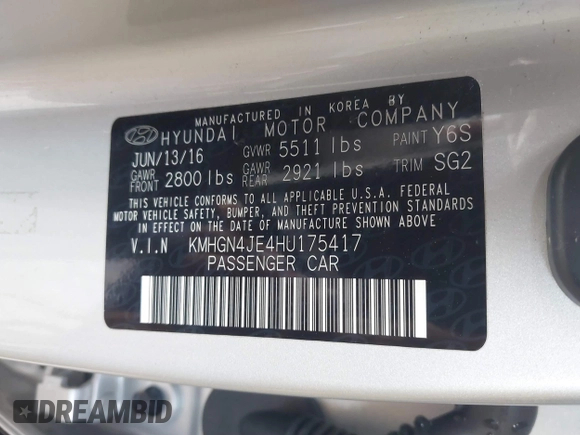 MANUFACTURED IN KOREA BY
HYUNDAI MOTOR COMPANY
JUN/13/16 GVWR 5511 lbs PAINT Y6S
GAWR FRONT 2800 lbs GAWR REAR 2921 lbs TRIM SG2
THIS VEHICLE CONFORMS TO ALL APPLICABLE U.S.A. FEDERAL
MOTOR VEHICLE SAFETY, BUMPER, AND THEFT PREVENTION STANDARDS
IN EFFECT ON THE DATE OF MANUFACTURE SHOWN ABOVE.
V.I.N KMHGN4JE4HU175417
PASSENGER CAR
DREAMBID